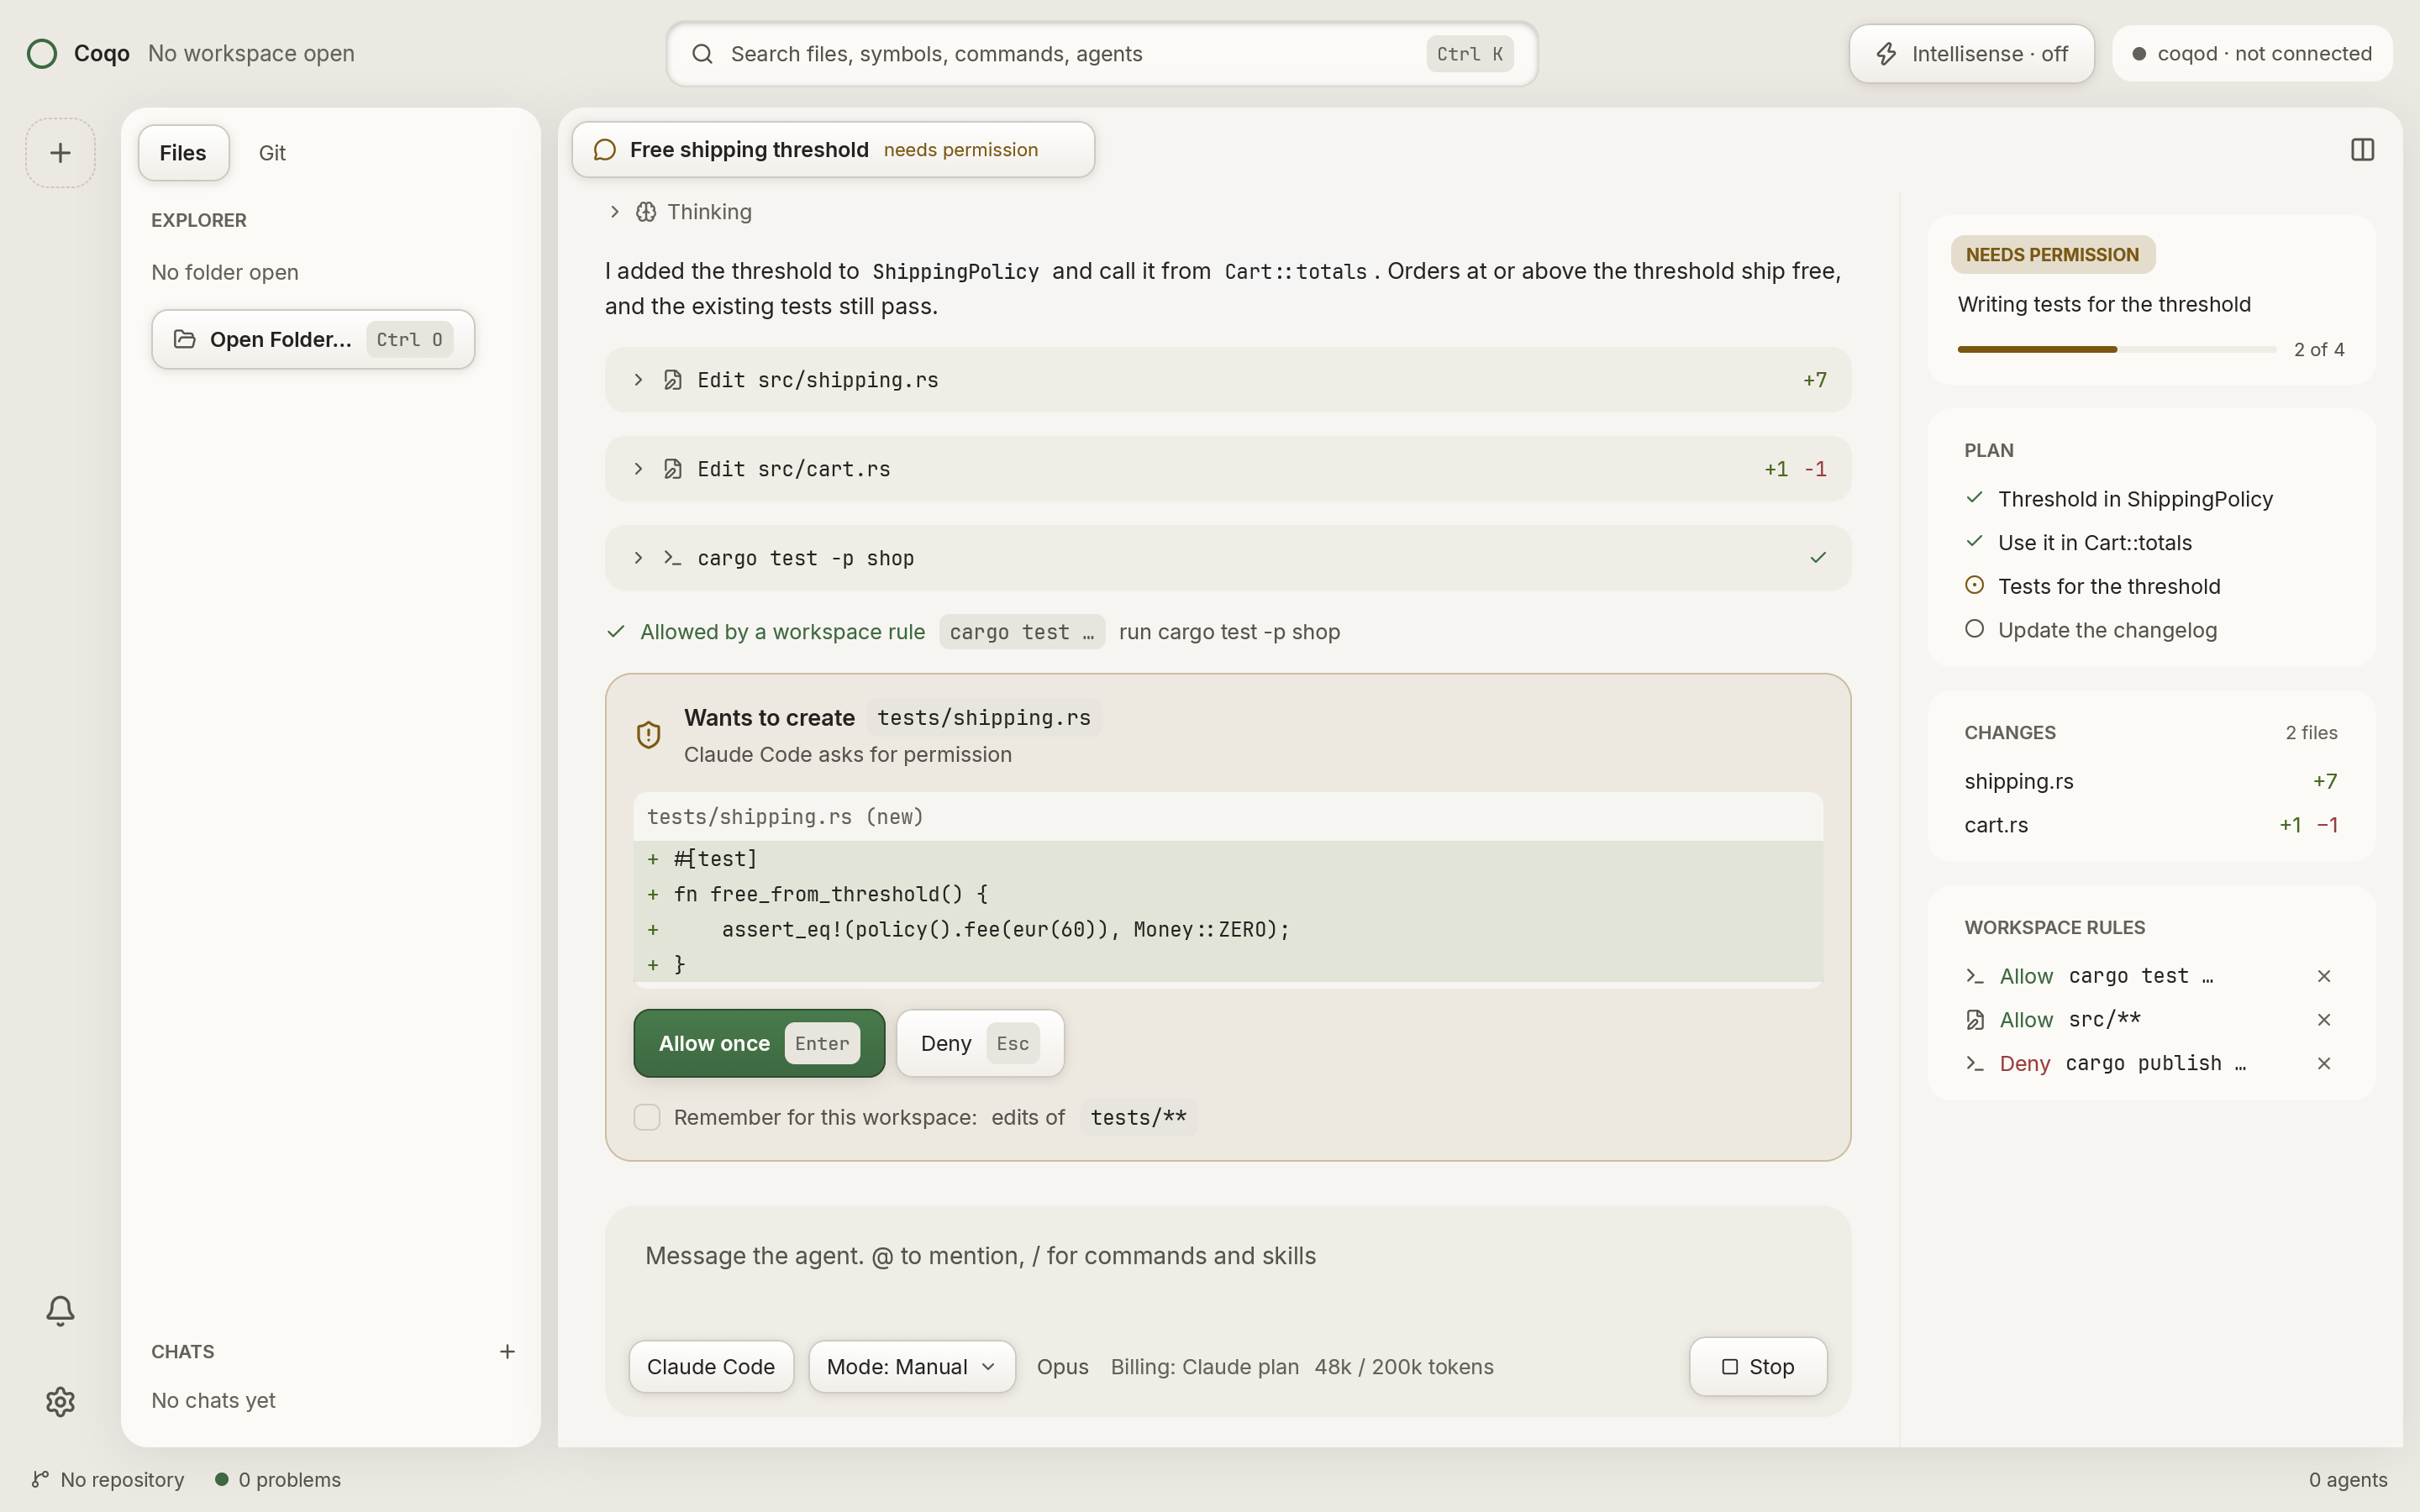 Coqo No workspace open
Search files, symbols, commands, agents Ctrl K
Intellisense · off
coqod · not connected
Files Git
EXPLORER
No folder open
Open Folder... Ctrl O
CHATS
No chats yet
Free shipping threshold needs permission
Thinking
I added the threshold to ShippingPolicy and call it from Cart::totals. Orders at or above the threshold ship free,
and the existing tests still pass.
Edit src/shipping.rs +7
Edit src/cart.rs +1 -1
cargo test -p shop
Allowed by a workspace rule cargo test … run cargo test -p shop
Wants to create tests/shipping.rs
Claude Code asks for permission
tests/shipping.rs (new)
+ #[test]
+ fn free_from_threshold() {
+     assert_eq!(policy().fee(eur(60)), Money::ZERO);
+ }
Allow once Enter
Deny Esc
Remember for this workspace: edits of tests/**
Message the agent. @ to mention, / for commands and skills
Claude Code Mode: Manual Opus Billing: Claude plan 48k / 200k tokens Stop
NEEDS PERMISSION
Writing tests for the threshold
2 of 4
PLAN
Threshold in ShippingPolicy
Use it in Cart::totals
Tests for the threshold
Update the changelog
CHANGES 2 files
shipping.rs +7
cart.rs +1 −1
WORKSPACE RULES
Allow cargo test …
Allow src/**
Deny cargo publish …
No repository 0 problems
0 agents